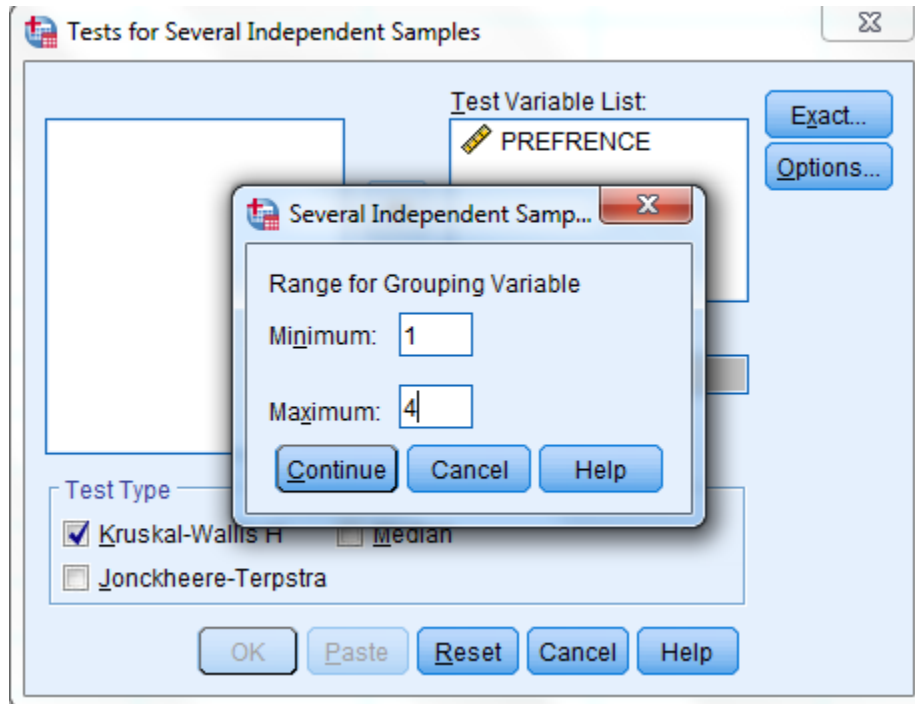 Tests for Several Independent Samples
Test Variable List:
PREFRENCE
Exact...
Options...
Several Independent Samp...
Range for Grouping Variable
Minimum: 1
Maximum: 4
Continue Cancel Help
Test Type
Kruskal-Wallis H Median
Jonckheere-Terpstra
OK Paste Reset Cancel Help